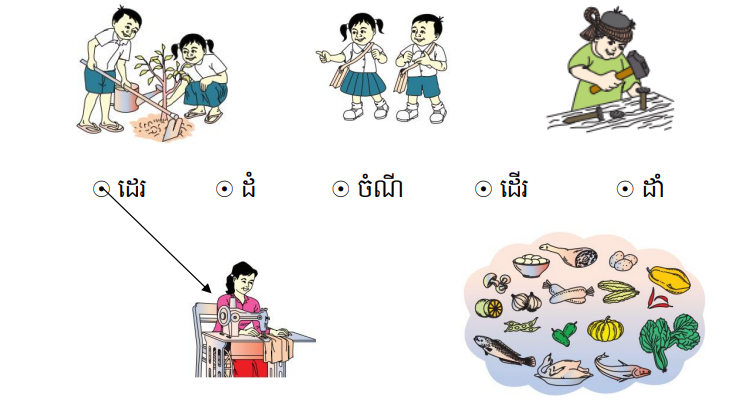 ☉ ដេរ ☉ ដំ ☉ ចំណី ☉ ដើរ ☉ ដាំ